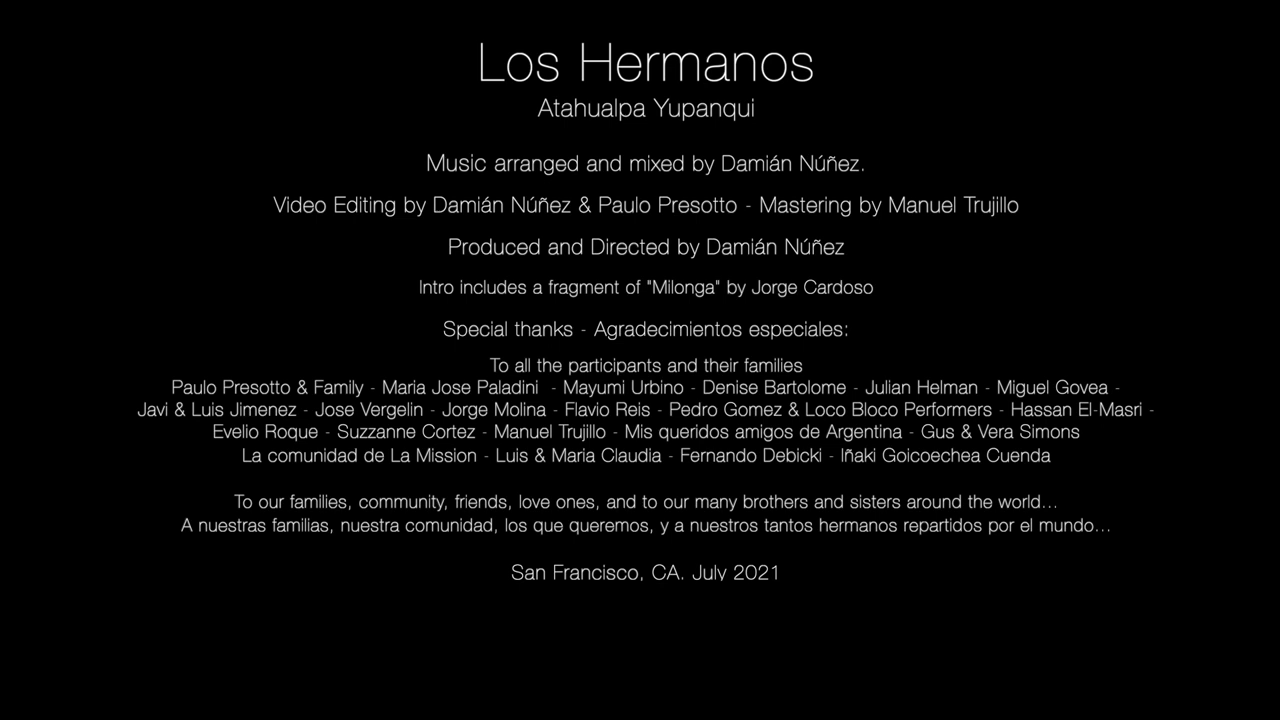 Los Hermanos
Atahualpa Yupanqui
Music arranged and mixed by Damián Núñez.
Video Editing by Damián Núñez & Paulo Presotto - Mastering by Manuel Trujillo
Produced and Directed by Damián Núñez
Intro includes a fragment of "Milonga" by Jorge Cardoso
Special thanks - Agradecimientos especiales:
To all the participants and their families
Paulo Presotto & Family - Maria Jose Paladini - Mayumi Urbino - Denise Bartolome - Julian Helman - Miguel Govea -
Javi & Luis Jimenez - Jose Vergelin - Jorge Molina - Flavio Reis - Pedro Gomez & Loco Bloco Performers - Hassan El-Masri -
Evelio Roque - Suzzanne Cortez - Manuel Trujillo - Mis queridos amigos de Argentina - Gus & Vera Simons
La comunidad de La Mission - Luis & Maria Claudia - Fernando Debicki - Iñaki Goicoechea Cuenda
To our families, community, friends, love ones, and to our many brothers and sisters around the world...
A nuestras familias, nuestra comunidad, los que queremos, y a nuestros tantos hermanos repartidos por el mundo...
San Francisco, CA. July 2021